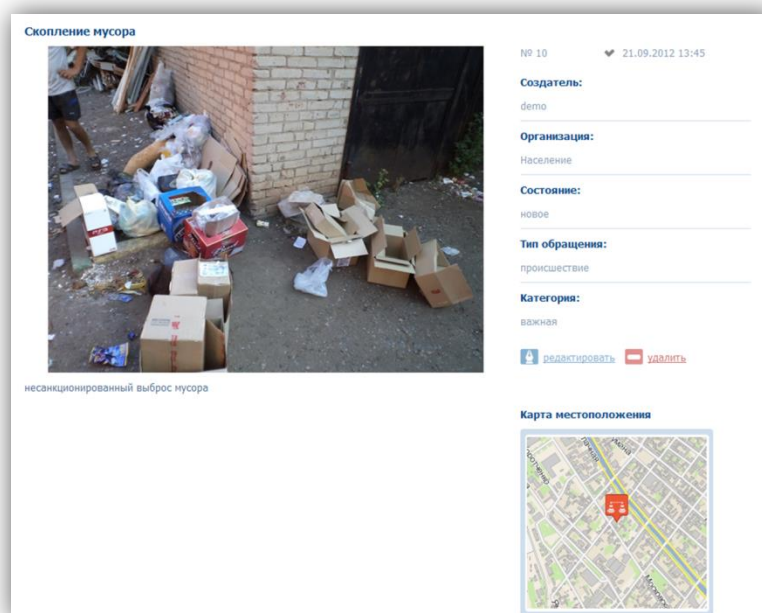 Скопление мусора
№ 10 21.09.2012 13:45
Создатель:
demo
Организация:
Население
Состояние:
новое
Тип обращения:
происшествие
Категория:
важная
редактировать удалить
несанкционированный выброс мусора
Карта местоположения